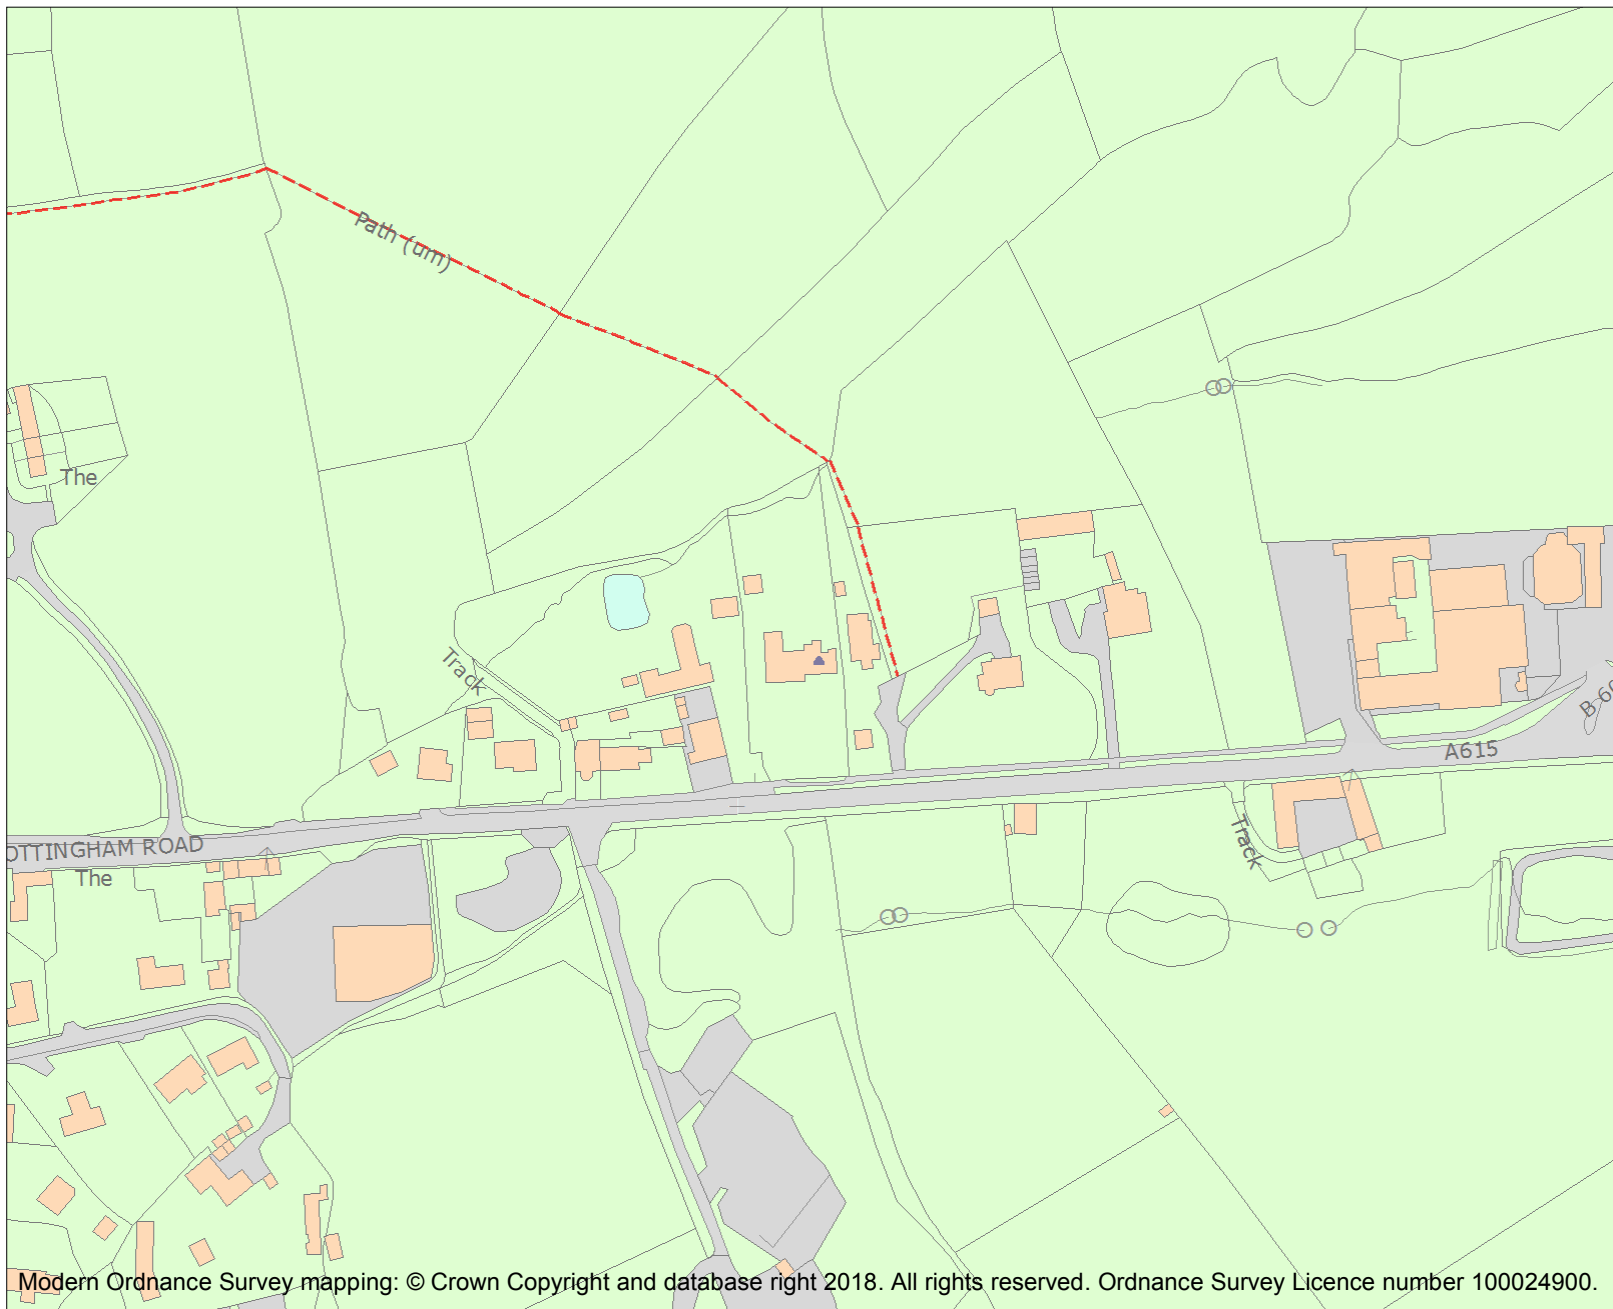 Path (um)
The
Track
A615
B 60
OTTINGHAM ROAD
The
Track
Modern Ordnance Survey mapping: © Crown Copyright and database right 2018. All rights reserved. Ordnance Survey Licence number 100024900.